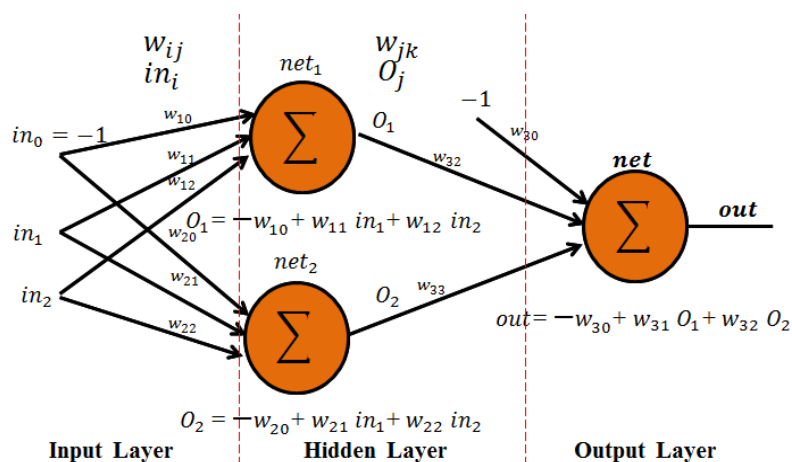 w_ij
in_i
w_jk
O_j
net_1
in_0 = −1
w_10
w_11
w_12
in_1
in_2
w_20
w_21
w_22
O_1
−1
w_30
w_32
net
out
O_1 = −w_10 + w_11 in_1 + w_12 in_2
net_2
O_2
w_33
out = −w_30 + w_31 O_1 + w_32 O_2
O_2 = −w_20 + w_21 in_1 + w_22 in_2
∑
∑
∑
Input Layer
Hidden Layer
Output Layer